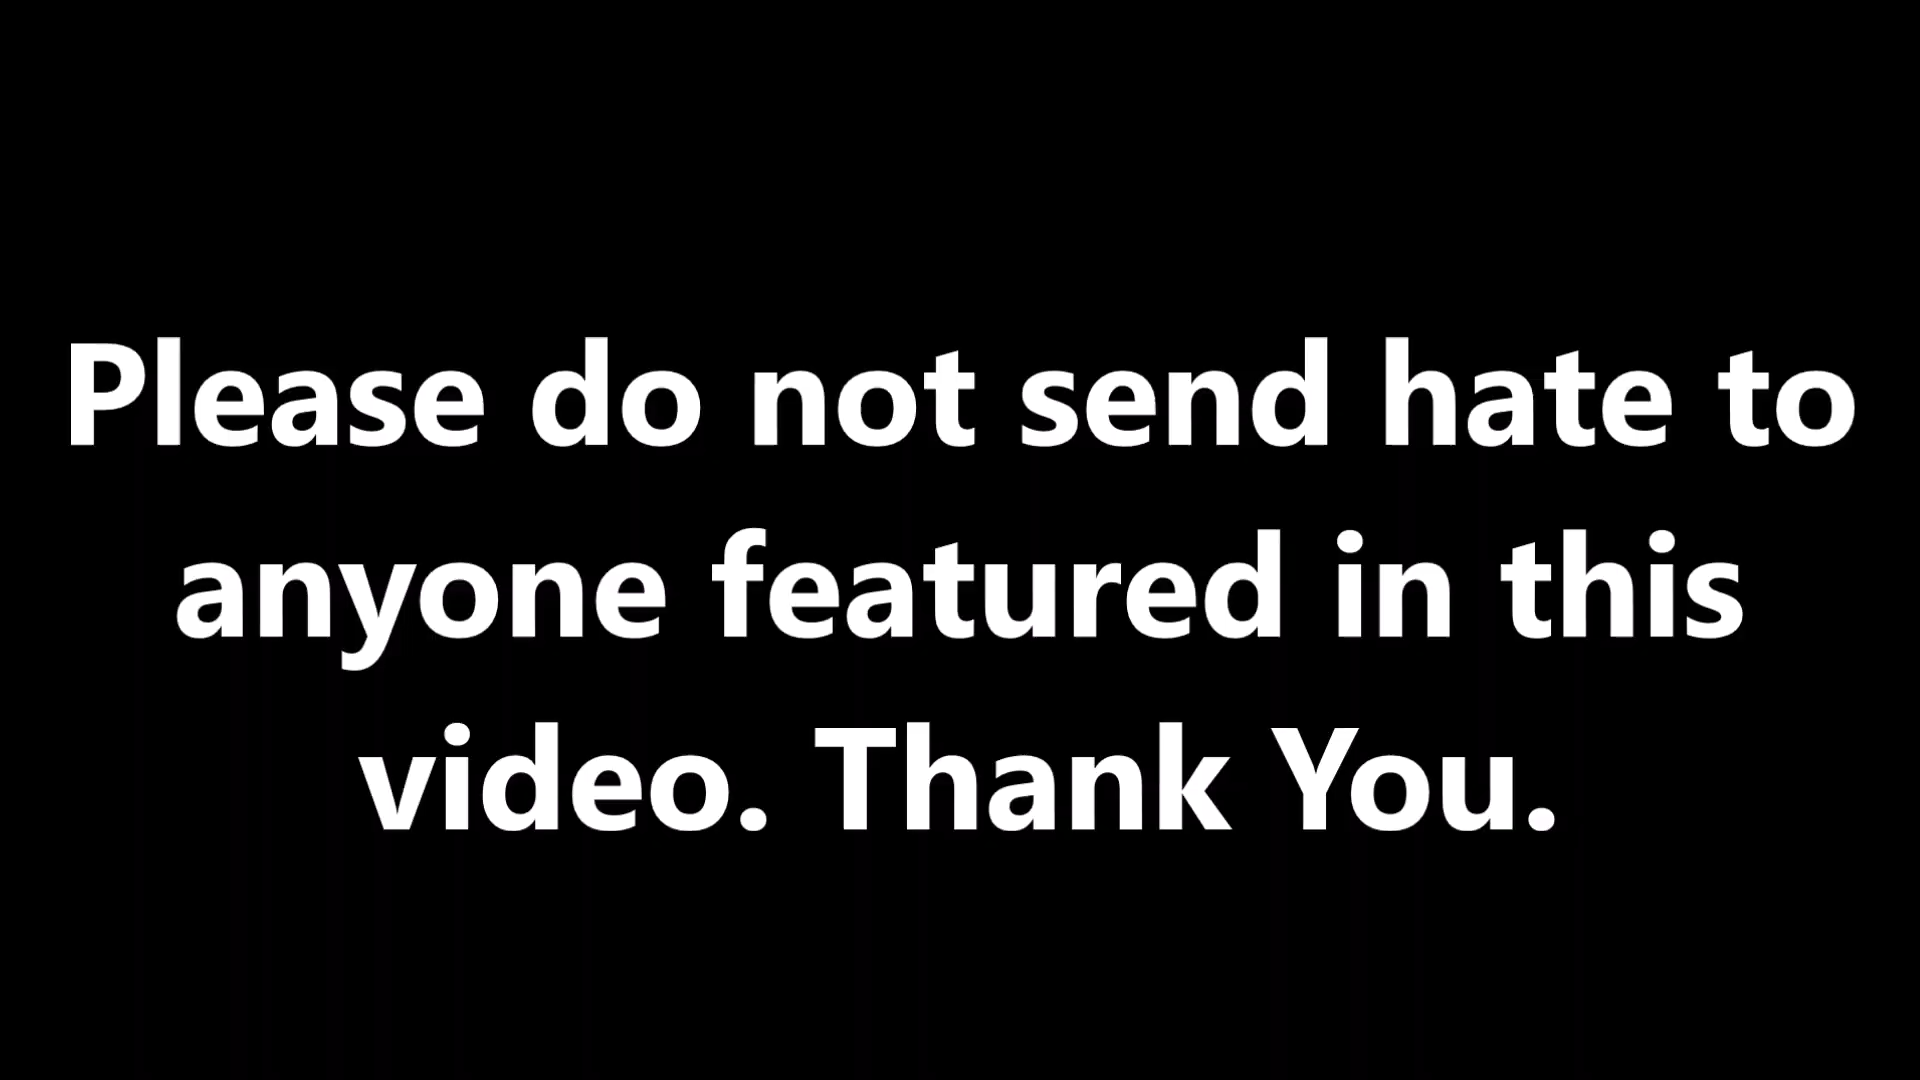 Please do not send hate to
anyone featured in this
video. Thank You.